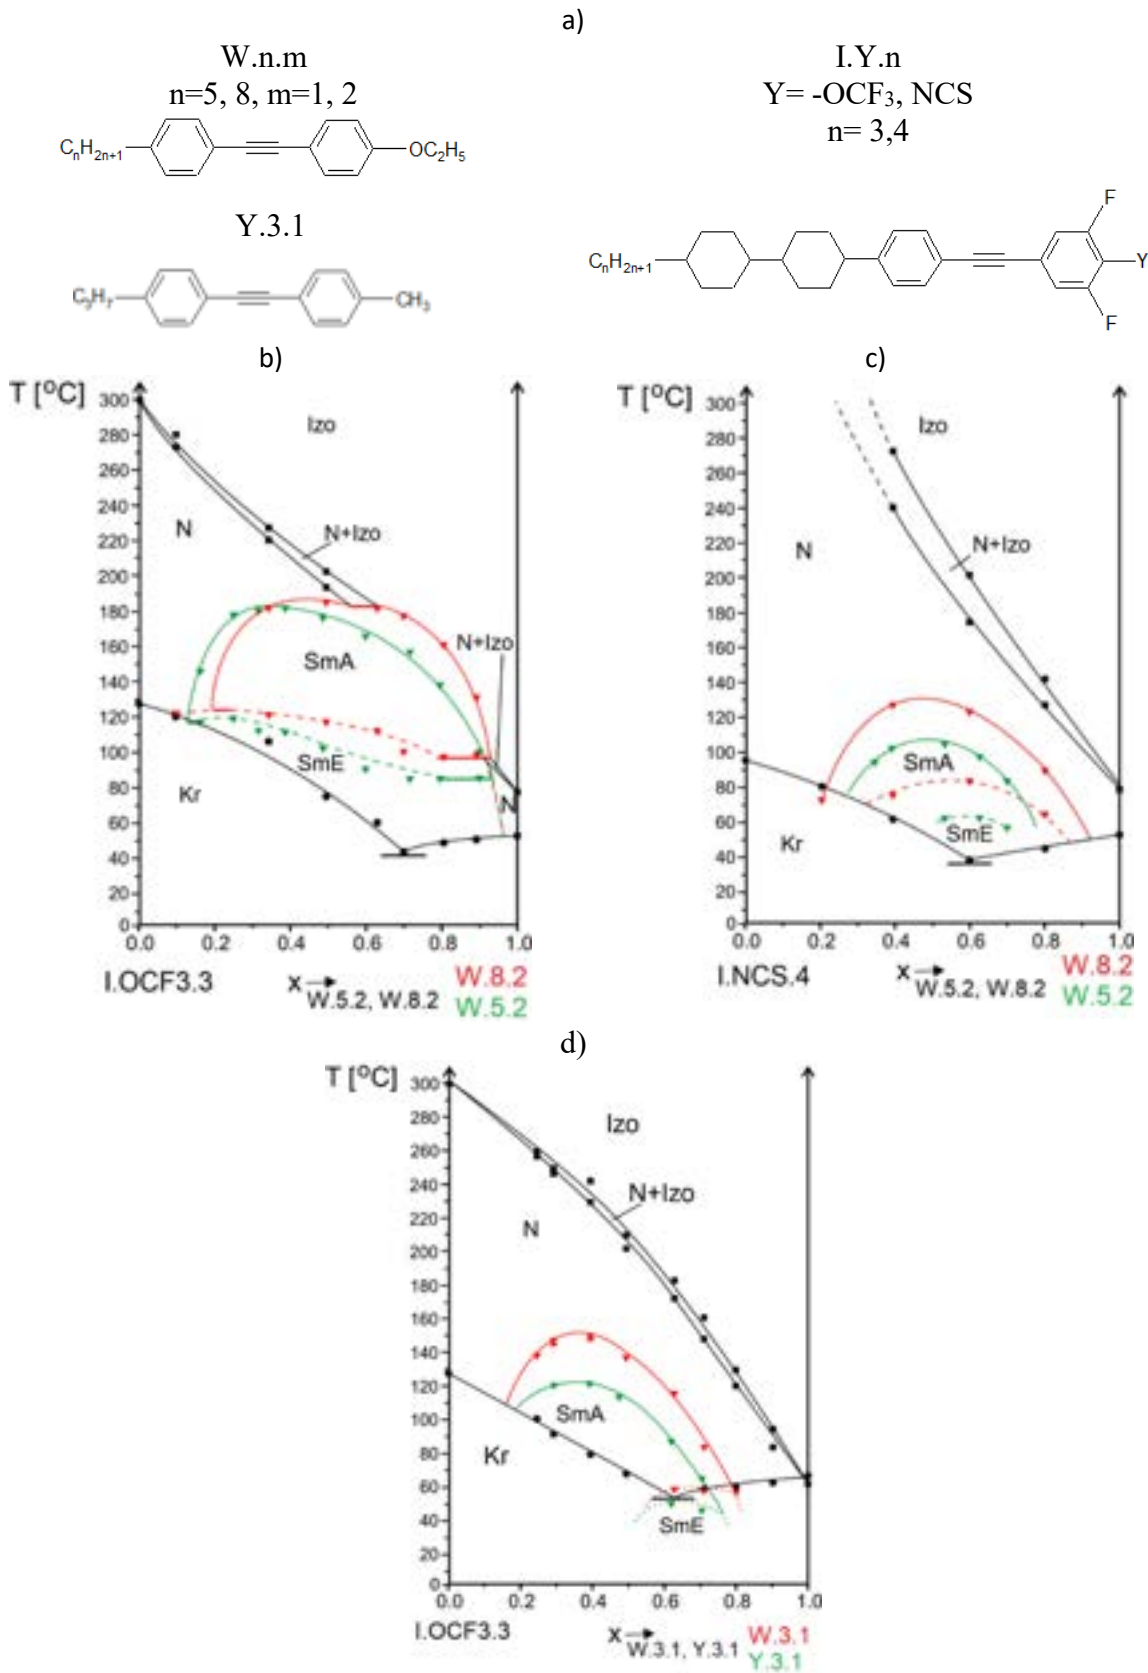 a)
W.n.m
n=5, 8, m=1, 2
CnH2n+1
OC2H5
Y.3.1
C3H7
CH3
I.Y.n
Y= -OCF3, NCS
n= 3,4
CnH2n+1
F
Y
F
b)
T [°C]
300
280
260
240
220
200
180
160
140
120
100
80
60
40
20
0
Izo
N
N+Izo
N+Izo
SmA
SmE
Kr
N
0.0 0.2 0.4 0.6 0.8 1.0
I.OCF3.3
x → W.5.2, W.8.2
W.8.2
W.5.2
c)
T [°C]
300
280
260
240
220
200
180
160
140
120
100
80
60
40
20
0
Izo
N
N+Izo
SmA
SmE
Kr
0.0 0.2 0.4 0.6 0.8 1.0
I.NCS.4
x → W.5.2, W.8.2
W.8.2
W.5.2
d)
T [°C]
300
280
260
240
220
200
180
160
140
120
100
80
60
40
20
0
Izo
N+Izo
N
SmA
Kr
SmE
0.0 0.2 0.4 0.6 0.8 1.0
I.OCF3.3
x → W.3.1, Y.3.1
W.3.1
Y.3.1